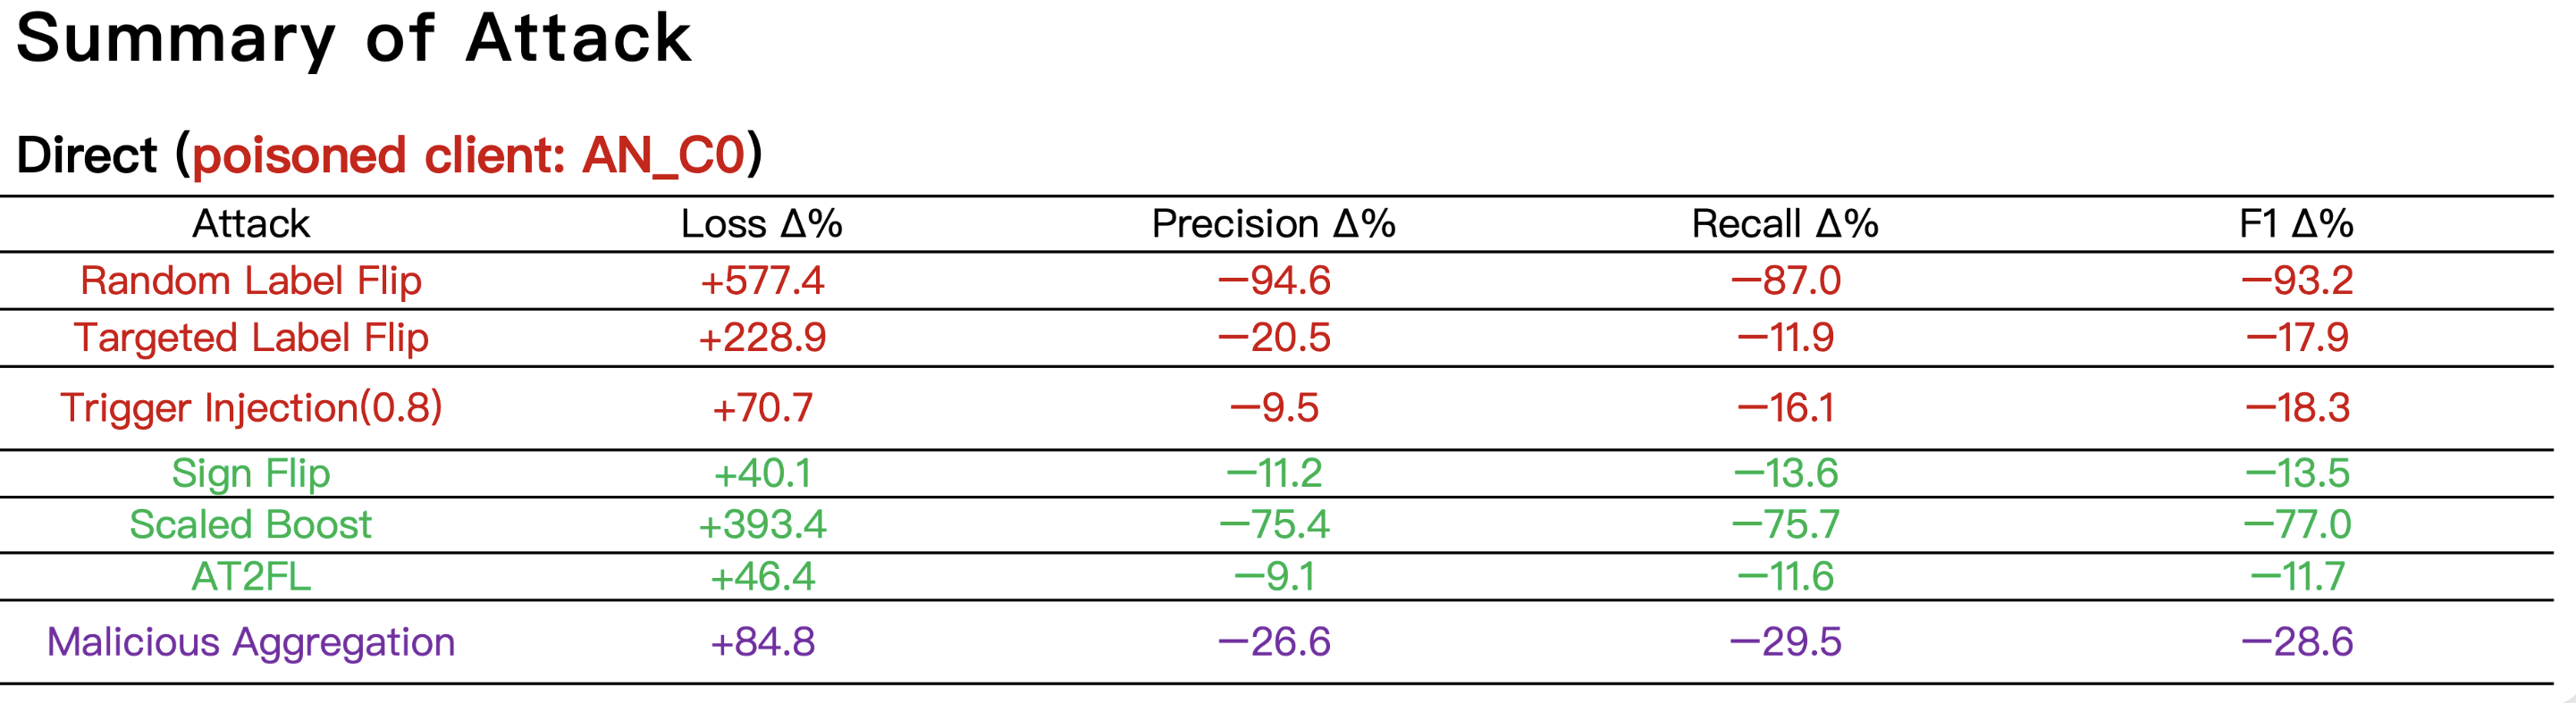 Summary of Attack
Direct (poisoned client: AN_C0)
Attack Loss Δ% Precision Δ% Recall Δ% F1 Δ%
Random Label Flip +577.4 −94.6 −87.0 −93.2
Targeted Label Flip +228.9 −20.5 −11.9 −17.9
Trigger Injection(0.8) +70.7 −9.5 −16.1 −18.3
Sign Flip +40.1 −11.2 −13.6 −13.5
Scaled Boost +393.4 −75.4 −75.7 −77.0
AT2FL +46.4 −9.1 −11.6 −11.7
Malicious Aggregation +84.8 −26.6 −29.5 −28.6